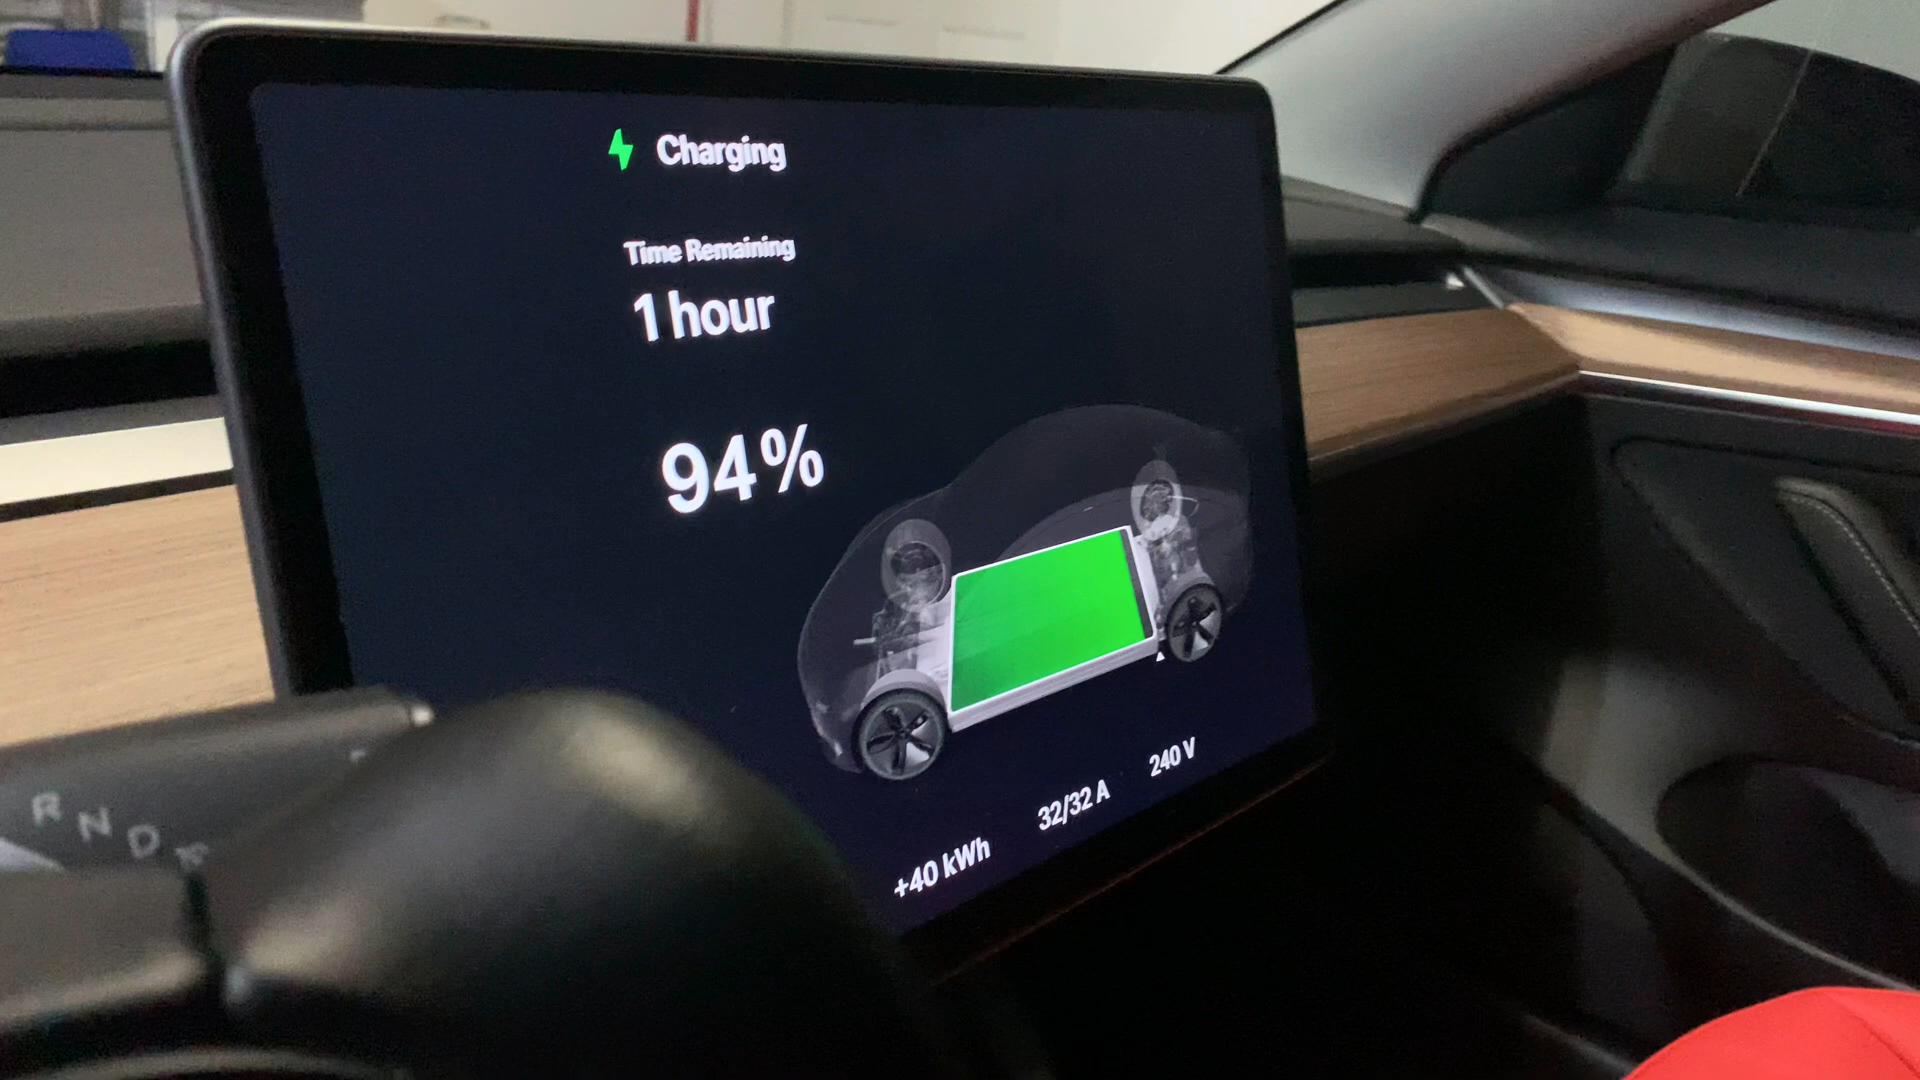 Charging
Time Remaining
1 hour
94%
240 V
32/32 A
+40 kWh
R N D